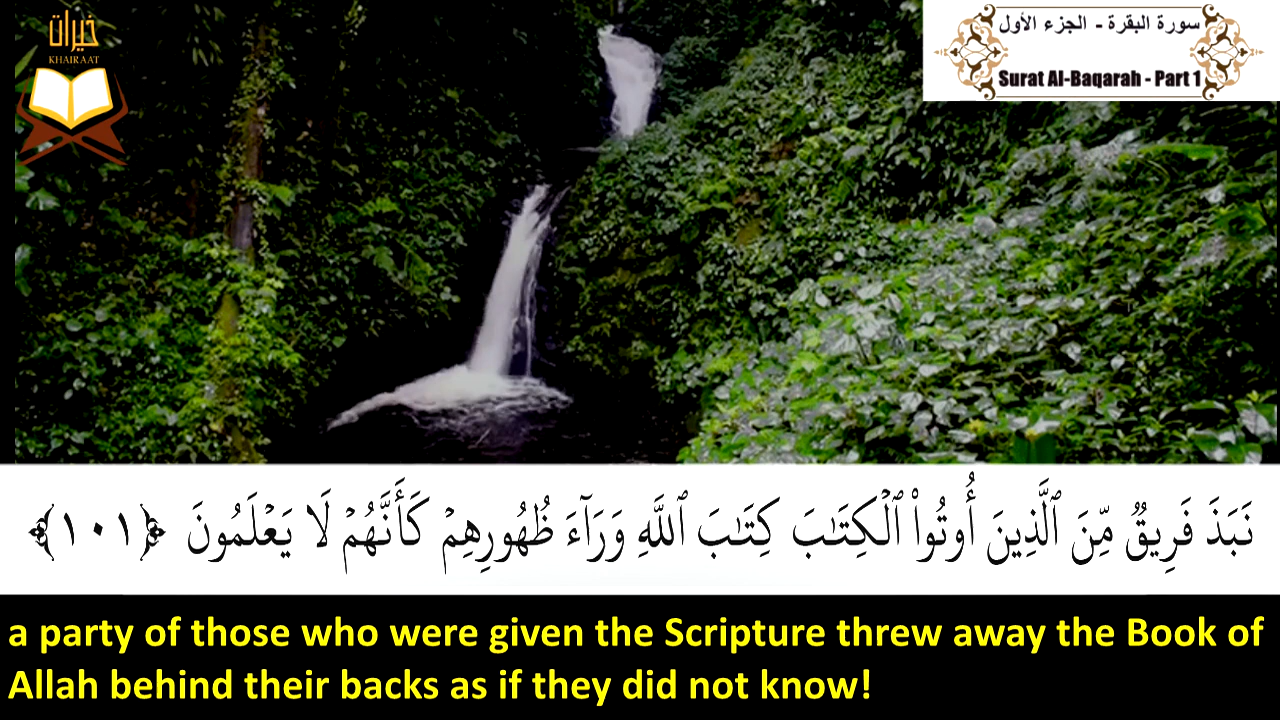 خيرات
KHAIRAAT
سورة البقرة - الجزء الأول
Surat Al-Baqarah - Part 1
نَبَذَ فَرِيقٌ مِّنَ ٱلَّذِينَ أُوتُوا۟ ٱلْكِتَٰبَ كِتَٰبَ ٱللَّهِ وَرَآءَ ظُهُورِهِمْ كَأَنَّهُمْ لَا يَعْلَمُونَ ﴿١٠١﴾
a party of those who were given the Scripture threw away the Book of
Allah behind their backs as if they did not know!